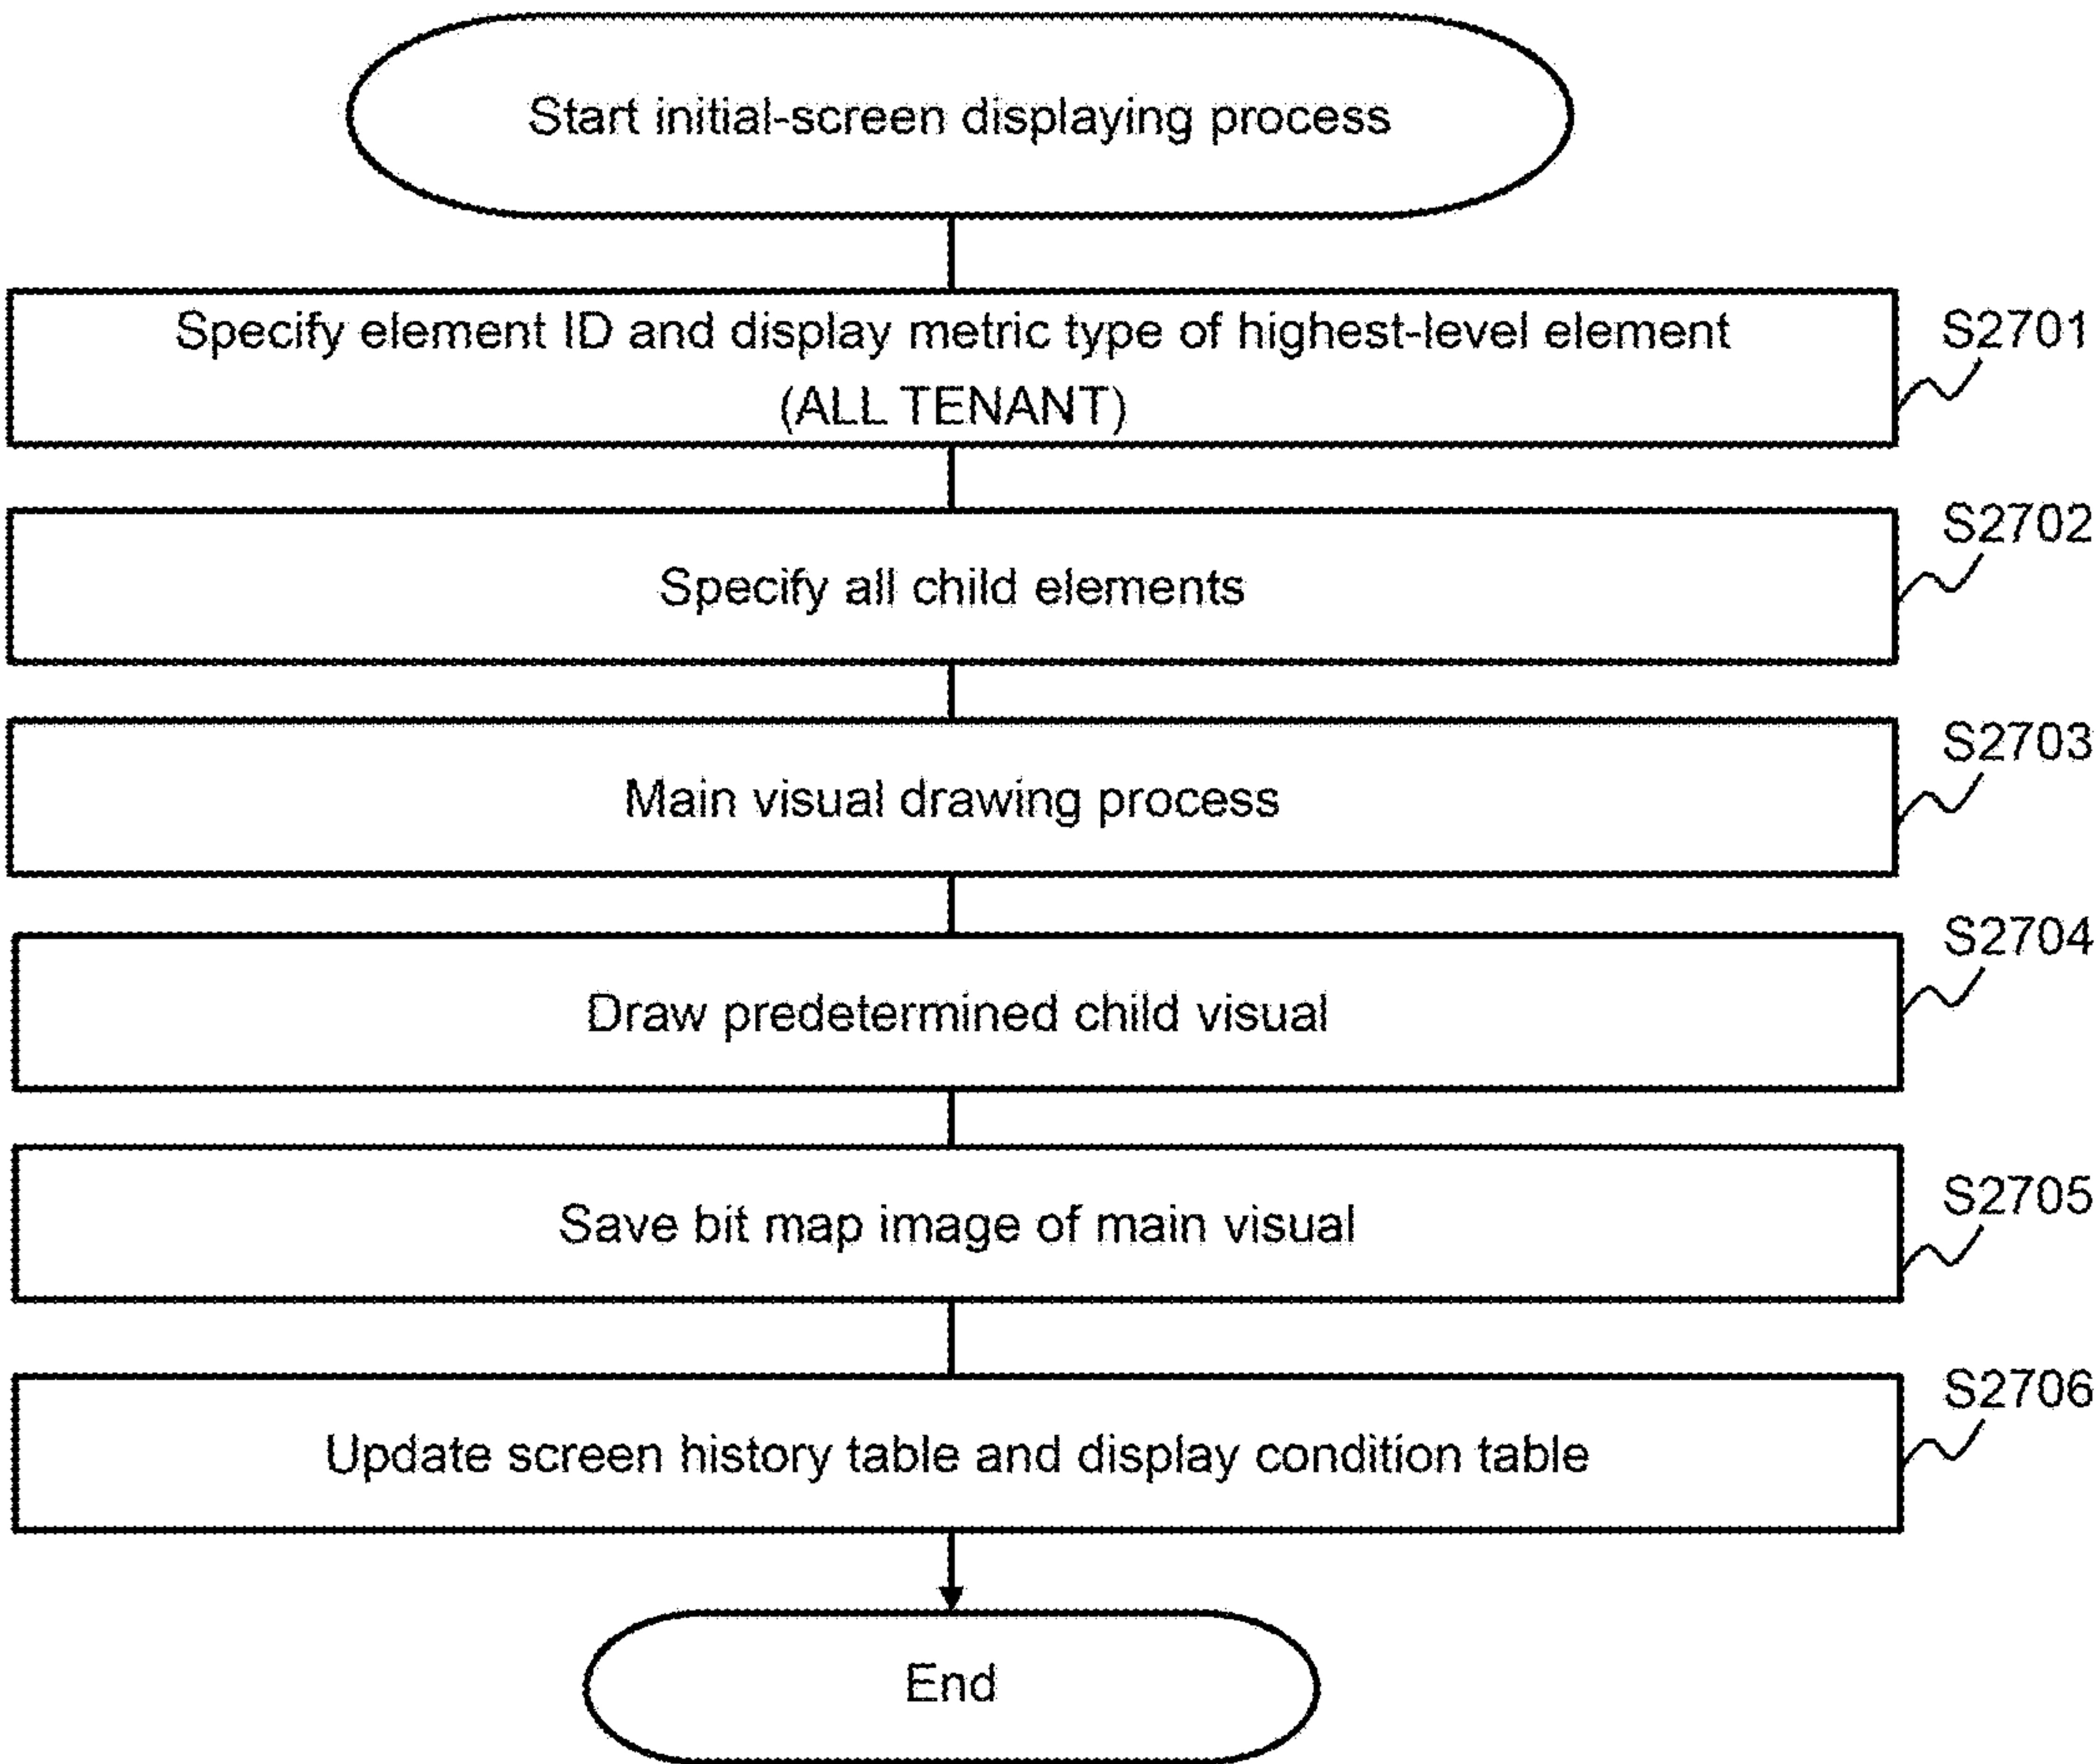 Start initial-screen displaying process
Specify element ID and display metric type of highest-level element
(ALL TENANT)
S2701
Specify all child elements
S2702
Main visual drawing process
S2703
Draw predetermined child visual
S2704
Save bit map image of main visual
S2705
Update screen history table and display condition table
S2706
End